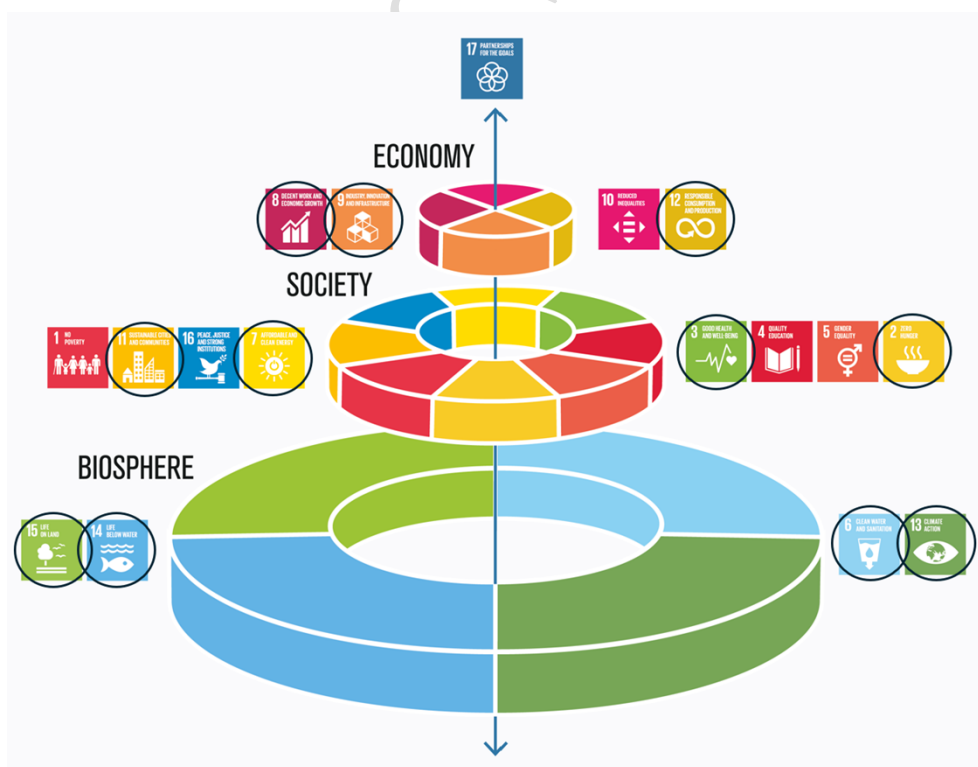 17 PARTNERSHIPS
FOR THE GOALS
ECONOMY
8 DECENT WORK AND
ECONOMIC GROWTH
9 INDUSTRY, INNOVATION
AND INFRASTRUCTURE
10 REDUCED
INEQUALITIES
12 RESPONSIBLE
CONSUMPTION
AND PRODUCTION
SOCIETY
1 NO
POVERTY
11 SUSTAINABLE CITIES
AND COMMUNITIES
16 PEACE, JUSTICE
AND STRONG
INSTITUTIONS
7 AFFORDABLE AND
CLEAN ENERGY
3 GOOD HEALTH
AND WELL-BEING
4 QUALITY
EDUCATION
5 GENDER
EQUALITY
2 ZERO
HUNGER
BIOSPHERE
15 LIFE
ON LAND
14 LIFE
BELOW WATER
6 CLEAN WATER
AND SANITATION
13 CLIMATE
ACTION